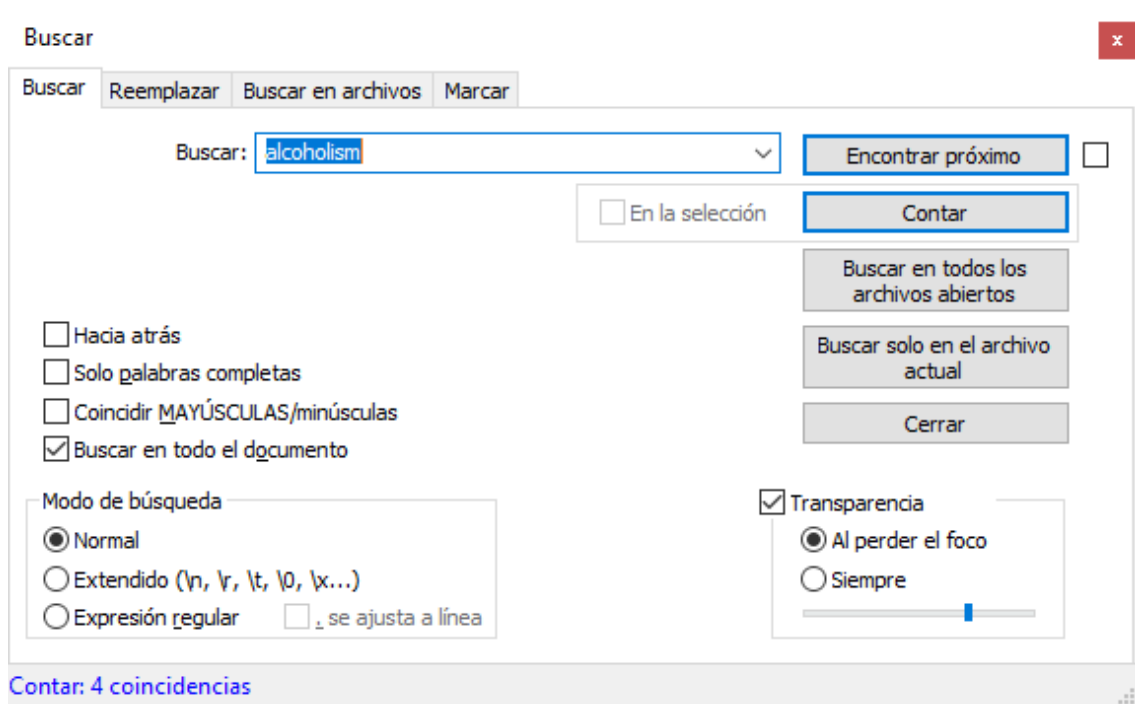 Buscar
Buscar Reemplazar Buscar en archivos Marcar
Buscar: alcoholism Encontrar próximo
En la selección Contar
Buscar en todos los
archivos abiertos
Hacia atrás
Buscar solo en el archivo
actual
Solo palabras completas
Coincidir MAYÚSCULAS/minúsculas
Cerrar
Buscar en todo el documento
Modo de búsqueda
Normal
Extendido (\n, \r, \t, \0, \x...)
Expresión regular . se ajusta a línea
Transparencia
Al perder el foco
Siempre
Contar: 4 coincidencias